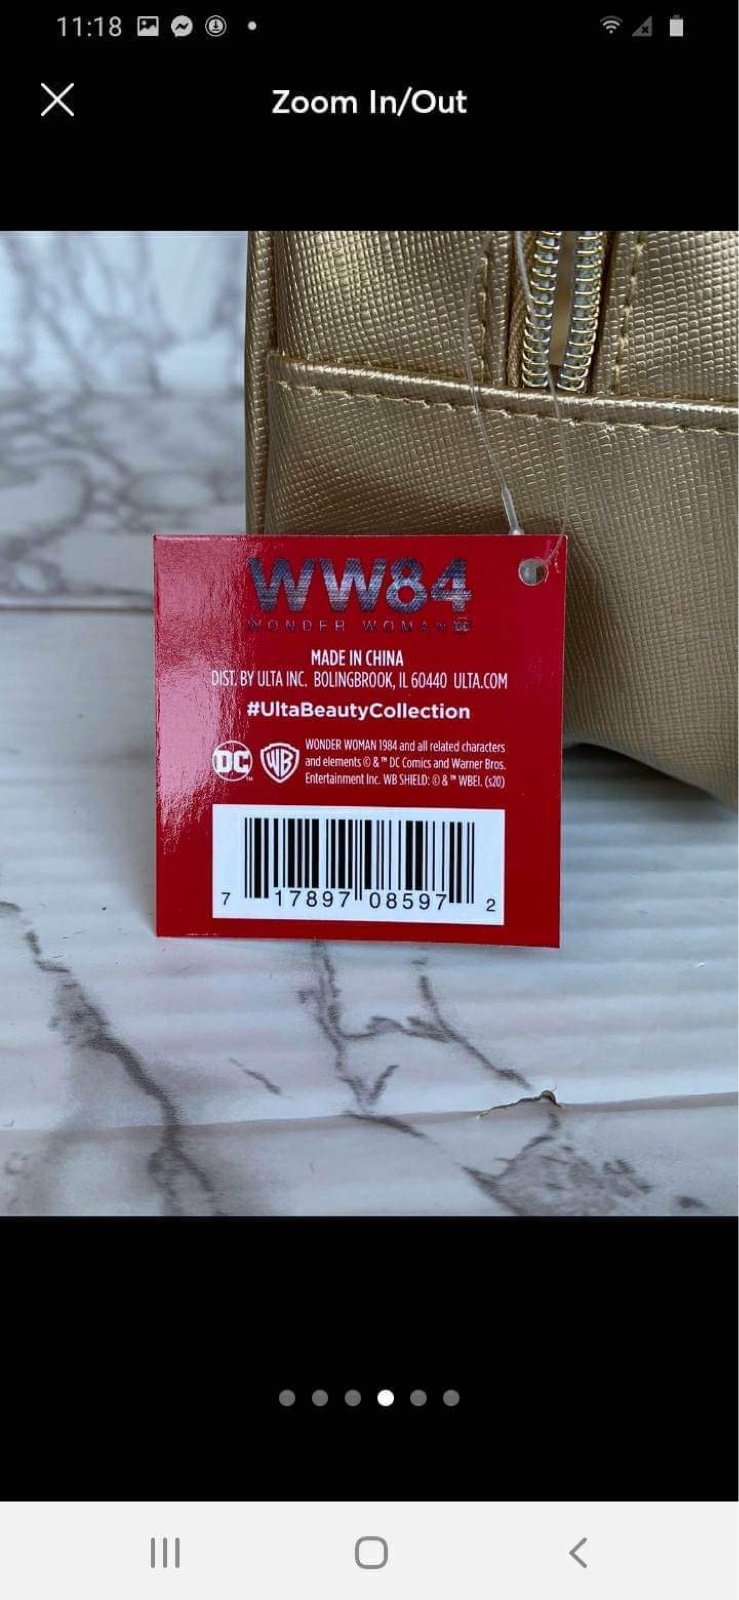 11:18
Zoom In/Out
WW84
WONDER WOMAN
MADE IN CHINA
DIST. BY ULTA INC. BOLINGBROOK, IL 60440 ULTA.COM
#UltaBeautyCollection
DC
WB
WONDER WOMAN 1984 and all related characters
and elements © & ™ DC Comics and Warner Bros.
Entertainment Inc. WB SHIELD: © & ™ WBEI. (s20)
7 17897 08597 2